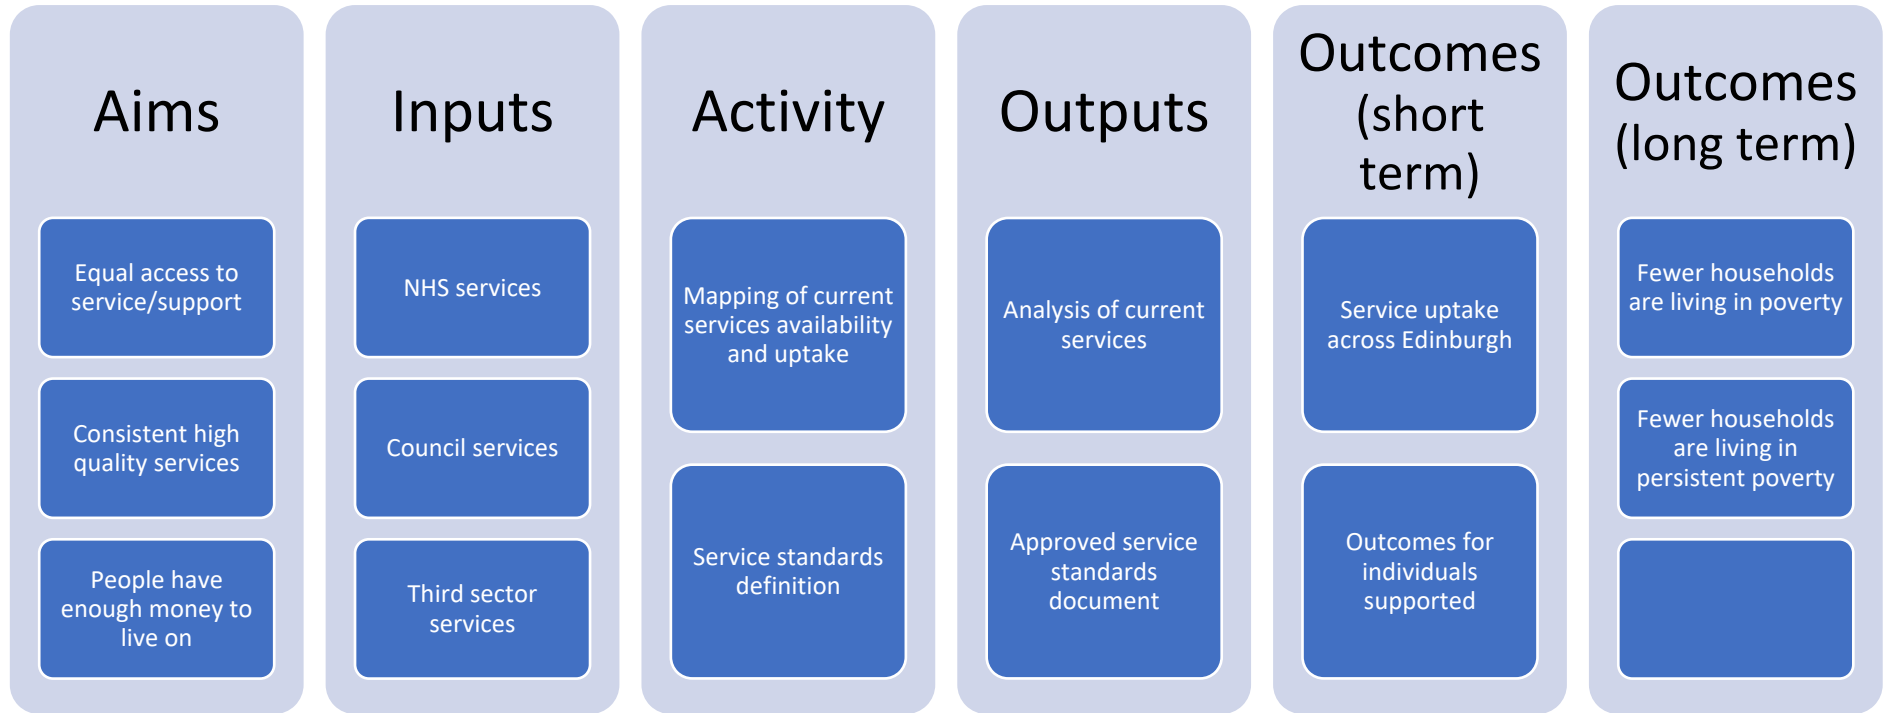 Aims
Equal access to
service/support
Consistent high
quality services
People have
enough money to
live on
Inputs
NHS services
Council services
Third sector
services
Activity
Mapping of current
services availability
and uptake
Service standards
definition
Outputs
Analysis of current
services
Approved service
standards
document
Outcomes
(short
term)
Service uptake
across Edinburgh
Outcomes for
individuals
supported
Outcomes
(long term)
Fewer households
are living in poverty
Fewer households
are living in
persistent poverty